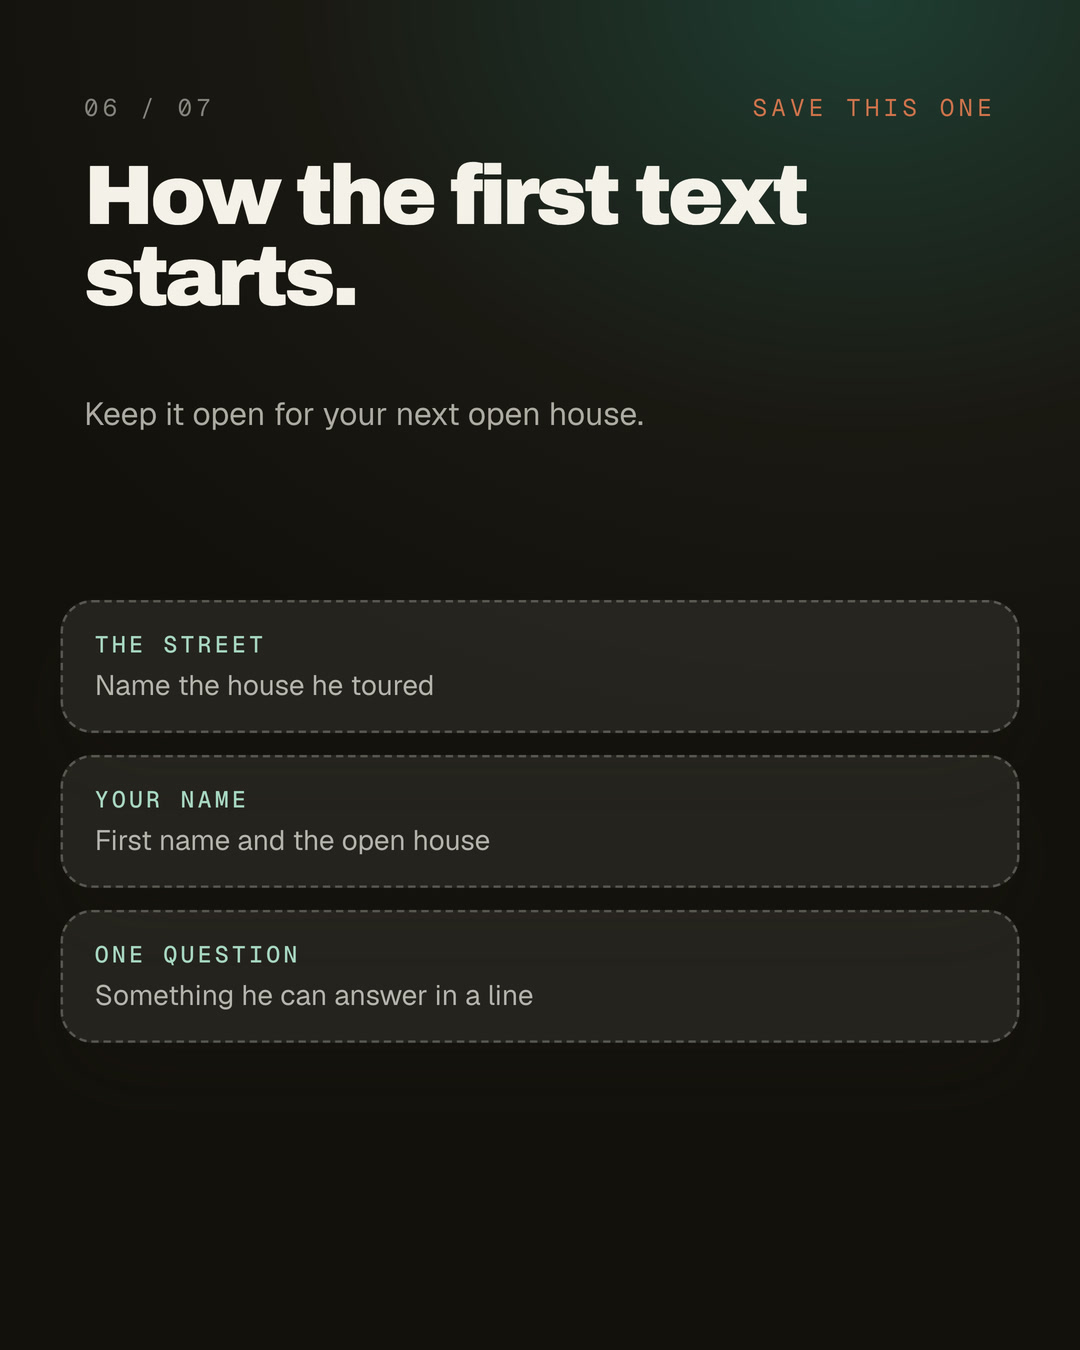 06 / 07
SAVE THIS ONE
How the first text
starts.
Keep it open for your next open house.
THE STREET
Name the house he toured
YOUR NAME
First name and the open house
ONE QUESTION
Something he can answer in a line